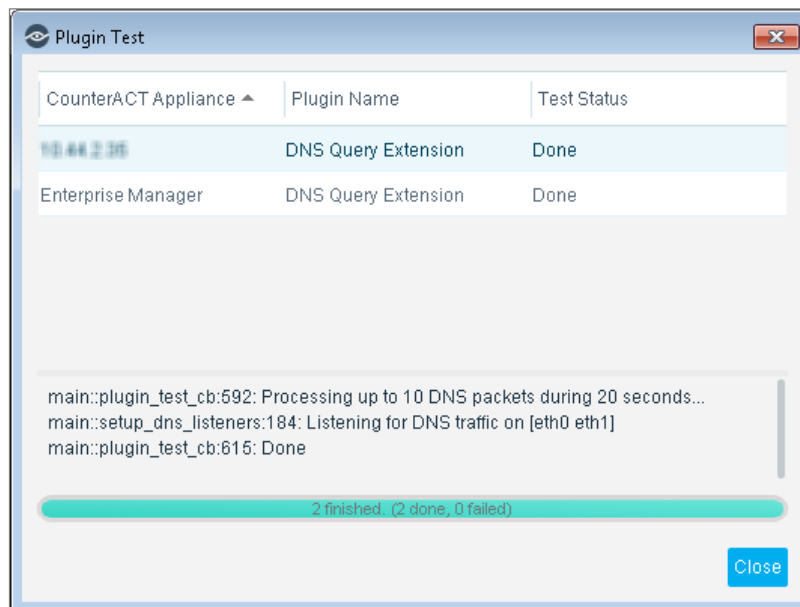 Plugin Test
CounterACT Appliance Plugin Name Test Status
DNS Query Extension Done
Enterprise Manager DNS Query Extension Done
main::plugin_test_cb:592: Processing up to 10 DNS packets during 20 seconds...
main::setup_dns_listeners:184: Listening for DNS traffic on [eth0 eth1]
main::plugin_test_cb:615: Done
2 finished. (2 done, 0 failed)
Close